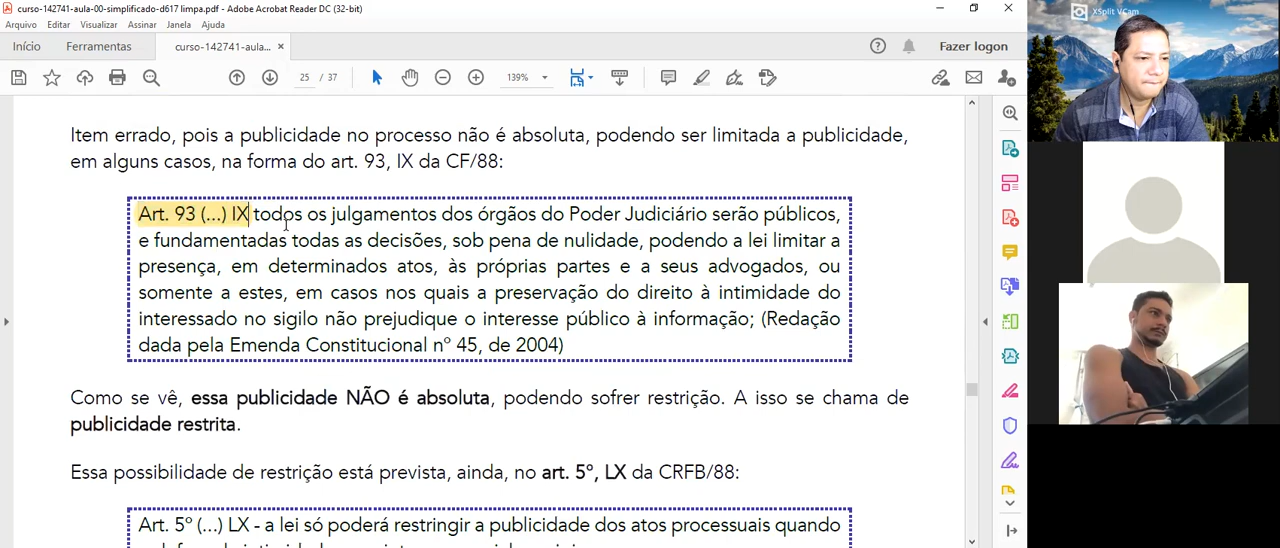 curso-142741-aula-00-simplificado-d617 limpa.pdf - Adobe Acrobat Reader DC (32-bit)
Arquivo Editar Visualizar Assinar Janela Ajuda
Início Ferramentas curso-142741-aula... × Fazer logon
25 / 37 139%
XSplit VCam
Item errado, pois a publicidade no processo não é absoluta, podendo ser limitada a publicidade,
em alguns casos, na forma do art. 93, IX da CF/88:
Art. 93 (...) IX todos os julgamentos dos órgãos do Poder Judiciário serão públicos,
e fundamentadas todas as decisões, sob pena de nulidade, podendo a lei limitar a
presença, em determinados atos, às próprias partes e a seus advogados, ou
somente a estes, em casos nos quais a preservação do direito à intimidade do
interessado no sigilo não prejudique o interesse público à informação; (Redação
dada pela Emenda Constitucional nº 45, de 2004)
Como se vê, essa publicidade NÃO é absoluta, podendo sofrer restrição. A isso se chama de
publicidade restrita.
Essa possibilidade de restrição está prevista, ainda, no art. 5º, LX da CRFB/88:
Art. 5º (...) LX - a lei só poderá restringir a publicidade dos atos processuais quando